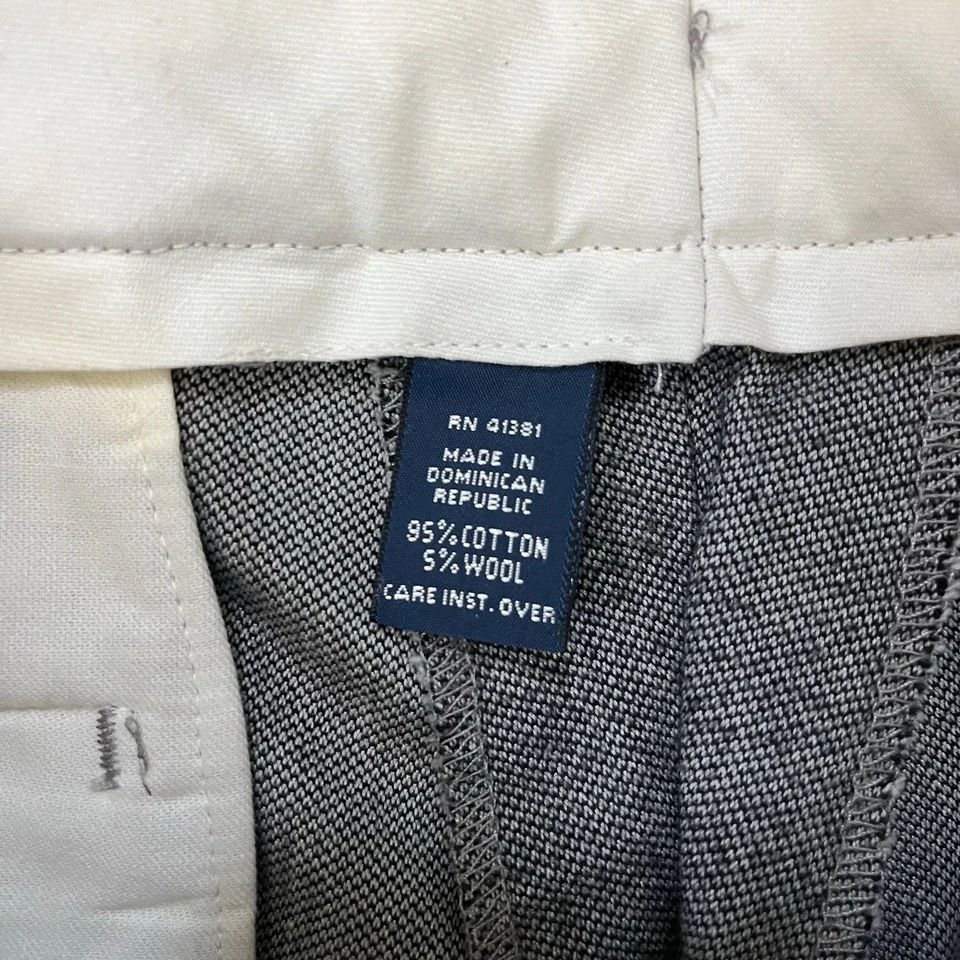 RN 41381
MADE IN
DOMINICAN
REPUBLIC
95% COTTON
5% WOOL
CARE INST. OVER